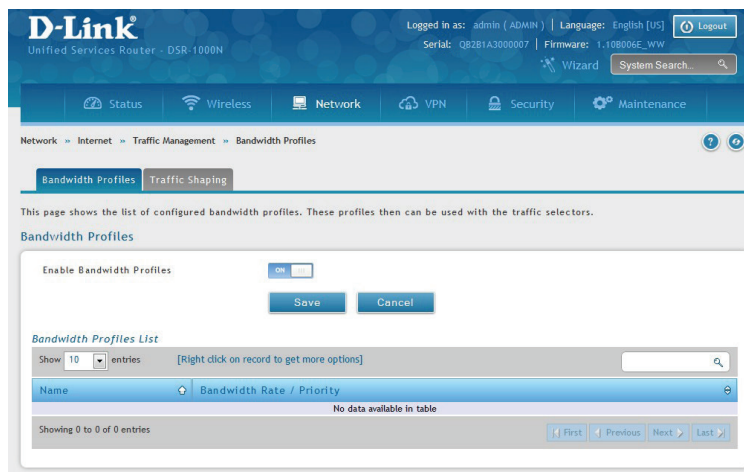 D-Link
Logged in as: admin ( ADMIN ) | Language: English [US] Logout
Unified Services Router - DSR-1000N
Serial: QB2B1A3000007 | Firmware: 1.10B006E_WW
Wizard System Search...
Status Wireless Network VPN Security Maintenance
Network » Internet » Traffic Management » Bandwidth Profiles
Bandwidth Profiles Traffic Shaping
This page shows the list of configured bandwidth profiles. These profiles then can be used with the traffic selectors.
Bandwidth Profiles
Enable Bandwidth Profiles ON
Save Cancel
Bandwidth Profiles List
Show 10 entries [Right click on record to get more options]
Name Bandwidth Rate / Priority
No data available in table
Showing 0 to 0 of 0 entries First Previous Next Last